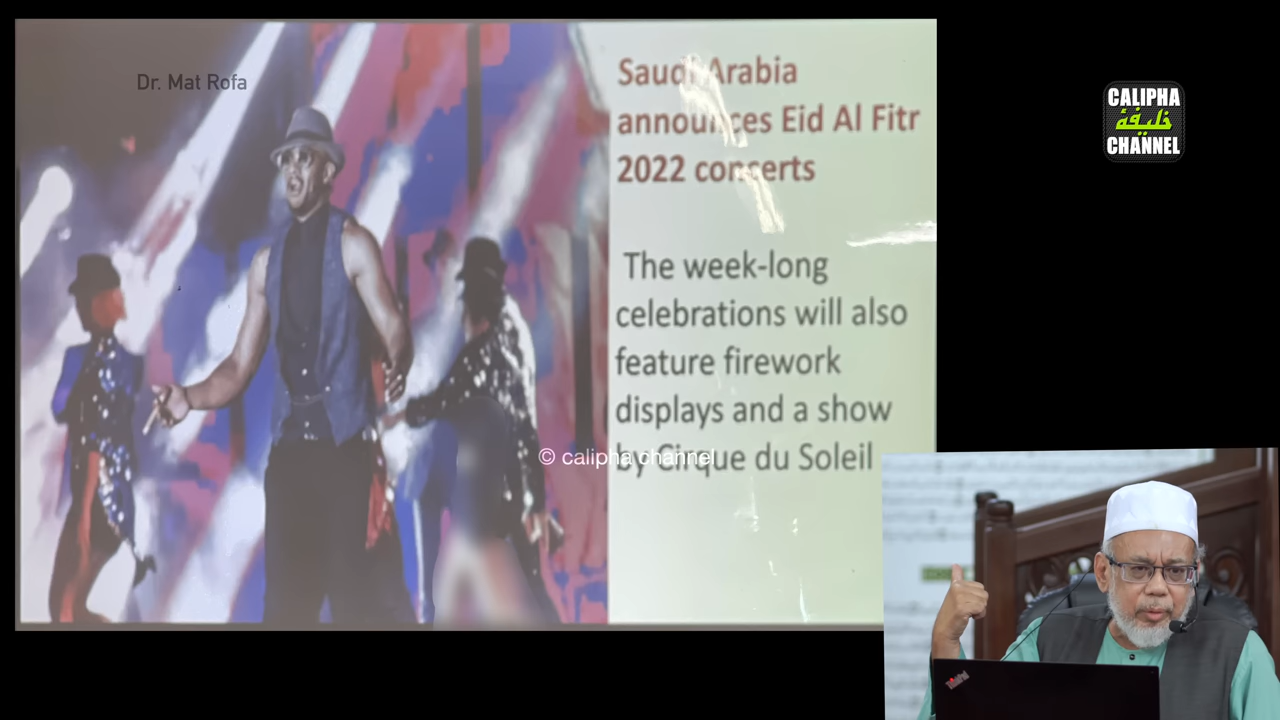 Dr. Mat Rofa
Saudi Arabia
announces Eid Al Fitr
2022 concerts
The week-long
celebrations will also
feature firework
displays and a show
by Cirque du Soleil
© calipha channel
CALIPHA
خليفة
CHANNEL
ThinkPad